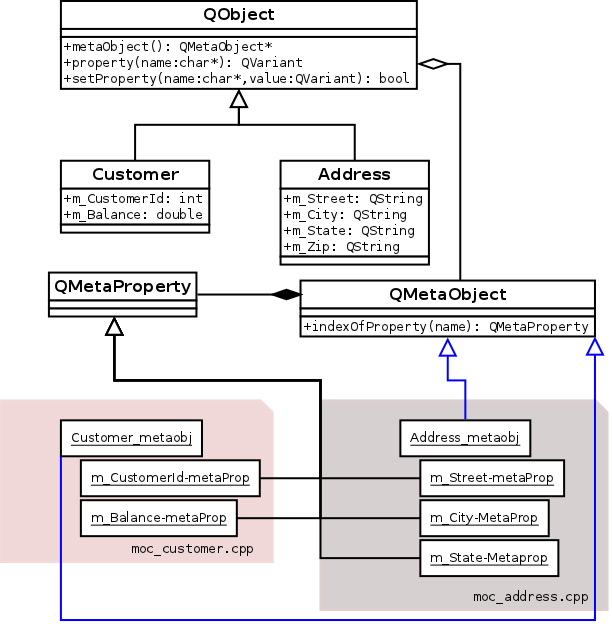 QObject
+metaObject(): QMetaObject*
+property(name:char*): QVariant
+setProperty(name:char*,value:QVariant): bool
Customer
+m_CustomerId: int
+m_Balance: double
Address
+m_Street: QString
+m_City: QString
+m_State: QString
+m_Zip: QString
QMetaProperty
QMetaObject
+indexOfProperty(name): QMetaProperty
Customer_metaobj
m_CustomerId-metaProp
m_Balance-metaProp
moc_customer.cpp
Address_metaobj
m_Street-metaProp
m_City-MetaProp
m_State-Metaprop
moc_address.cpp